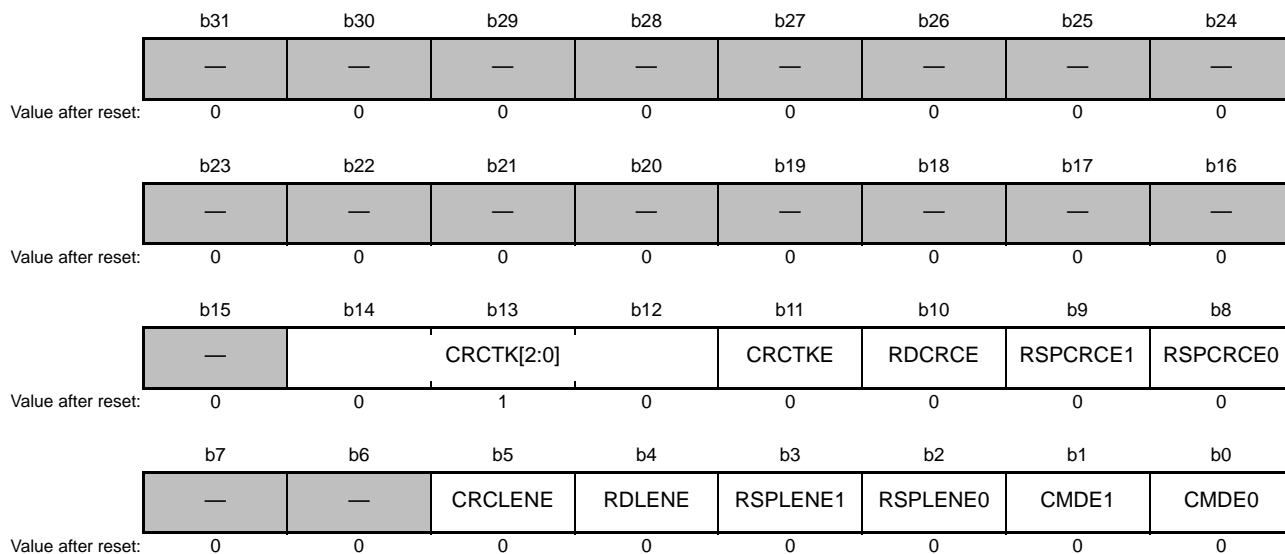 b31 b30 b29 b28 b27 b26 b25 b24
— — — — — — — —
Value after reset: 0 0 0 0 0 0 0 0
b23 b22 b21 b20 b19 b18 b17 b16
— — — — — — — —
Value after reset: 0 0 0 0 0 0 0 0
b15 b14 b13 b12 b11 b10 b9 b8
— CRCTK[2:0] CRCTKE RDCRCE RSPCRCE1 RSPCRCE0
Value after reset: 0 0 1 0 0 0 0 0
b7 b6 b5 b4 b3 b2 b1 b0
— — CRCLENE RDLENE RSPLENE1 RSPLENE0 CMDE1 CMDE0
Value after reset: 0 0 0 0 0 0 0 0